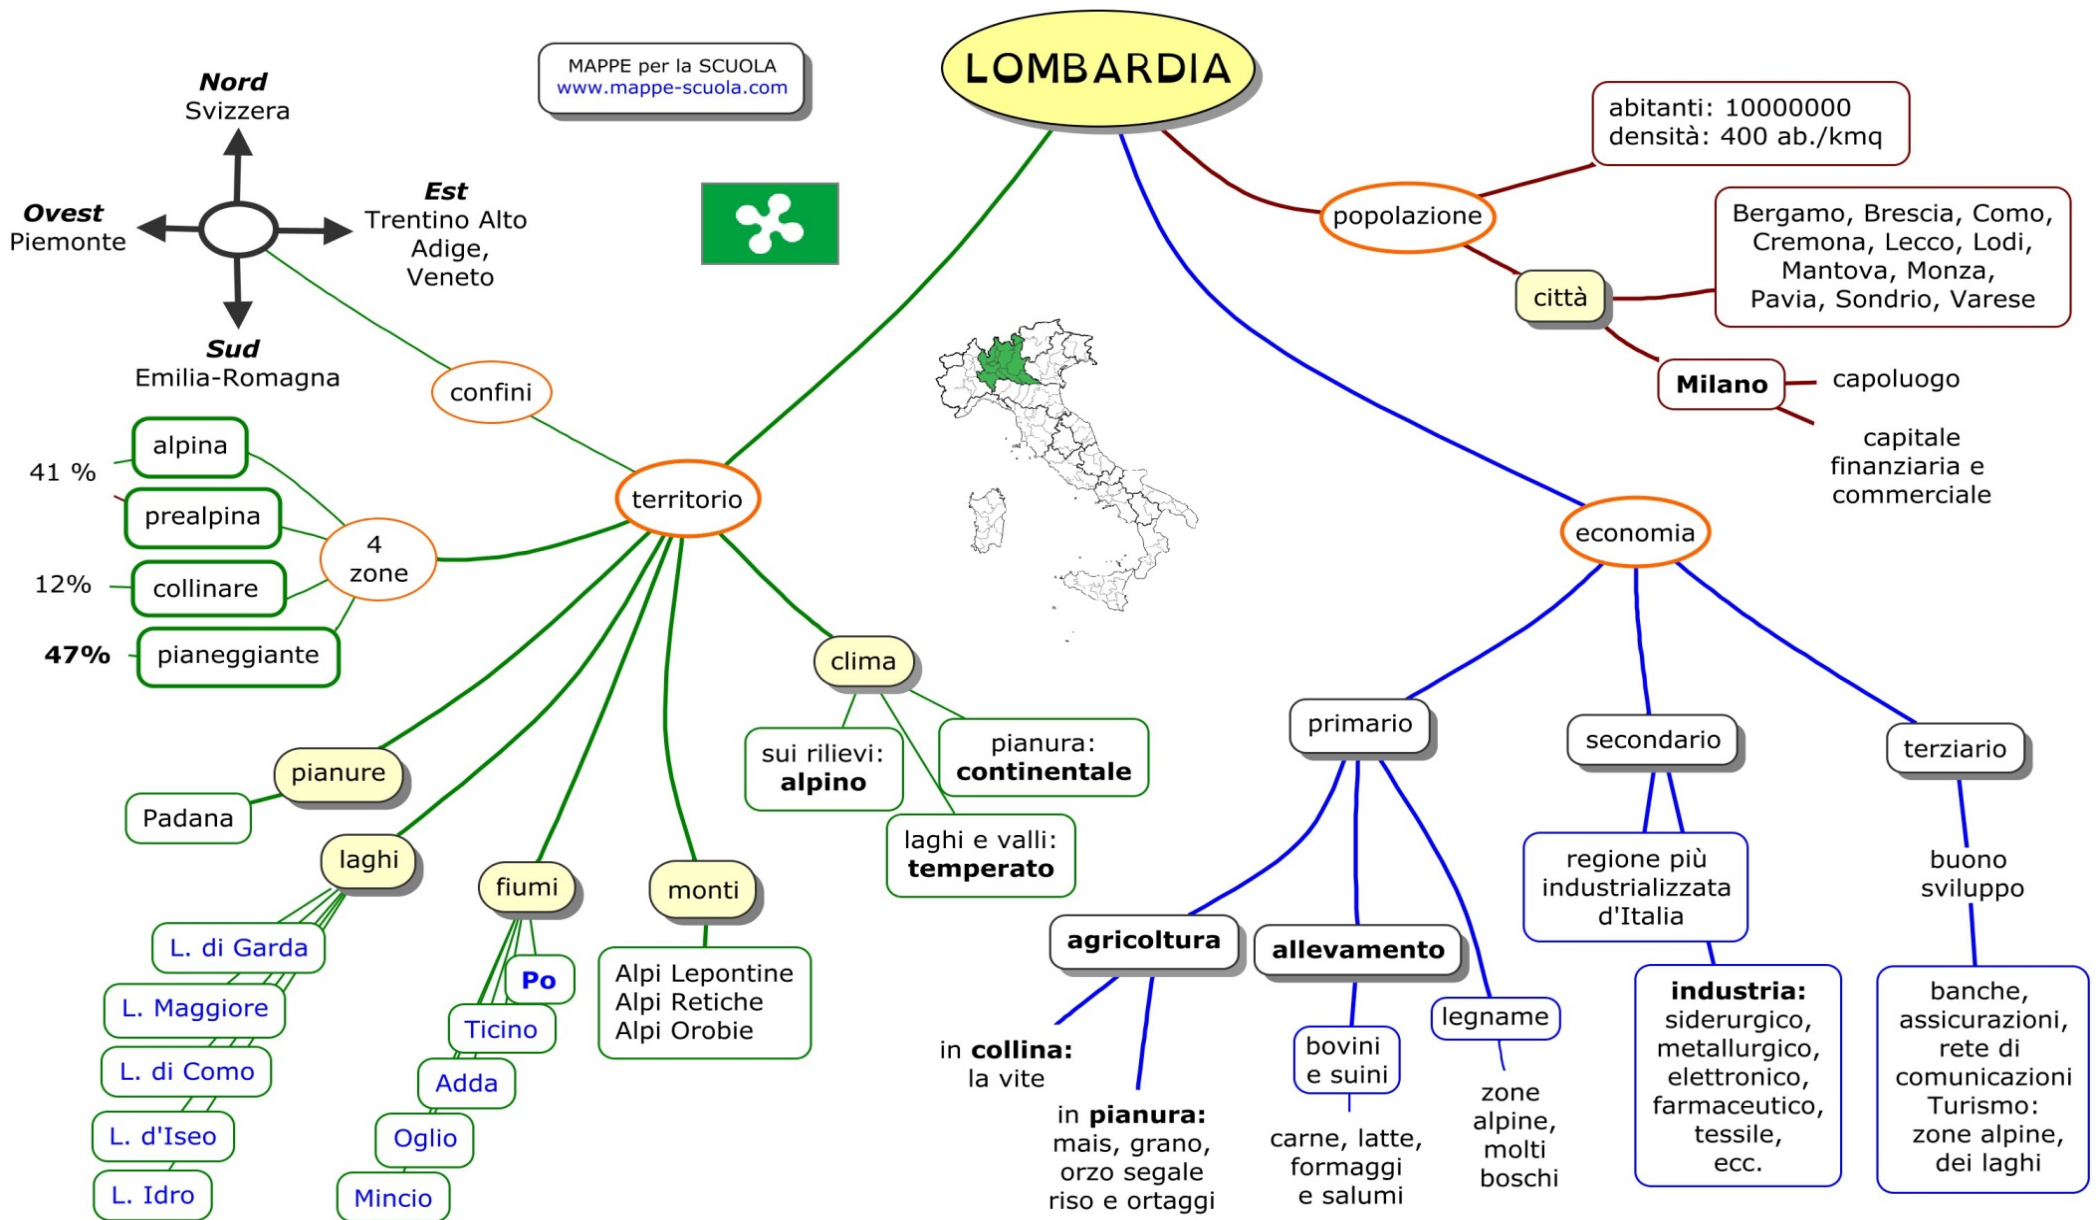 LOMBARDIA
MAPPE per la SCUOLA
www.mappe-scuola.com
Nord
Svizzera
Ovest
Piemonte
Est
Trentino Alto
Adige,
Veneto
Sud
Emilia-Romagna
confini
territorio
4
zone
41 %
alpina
prealpina
12%
collinare
47%
pianeggiante
pianure
Padana
laghi
L. di Garda
L. Maggiore
L. di Como
L. d'Iseo
L. Idro
fiumi
Po
Ticino
Adda
Oglio
Mincio
monti
Alpi Lepontine
Alpi Retiche
Alpi Orobie
clima
sui rilievi:
alpino
pianura:
continentale
laghi e valli:
temperato
popolazione
abitanti: 10000000
densità: 400 ab./kmq
città
Bergamo, Brescia, Como,
Cremona, Lecco, Lodi,
Mantova, Monza,
Pavia, Sondrio, Varese
Milano
capoluogo
capitale
finanziaria e
commerciale
economia
primario
agricoltura
in collina:
la vite
in pianura:
mais, grano,
orzo segale
riso e ortaggi
allevamento
bovini
e suini
carne, latte,
formaggi
e salumi
legname
zone
alpine,
molti
boschi
secondario
regione più
industrializzata
d'Italia
industria:
siderurgico,
metallurgico,
elettronico,
farmaceutico,
tessile,
ecc.
terziario
buono
sviluppo
banche,
assicurazioni,
rete di
comunicazioni
Turismo:
zone alpine,
dei laghi